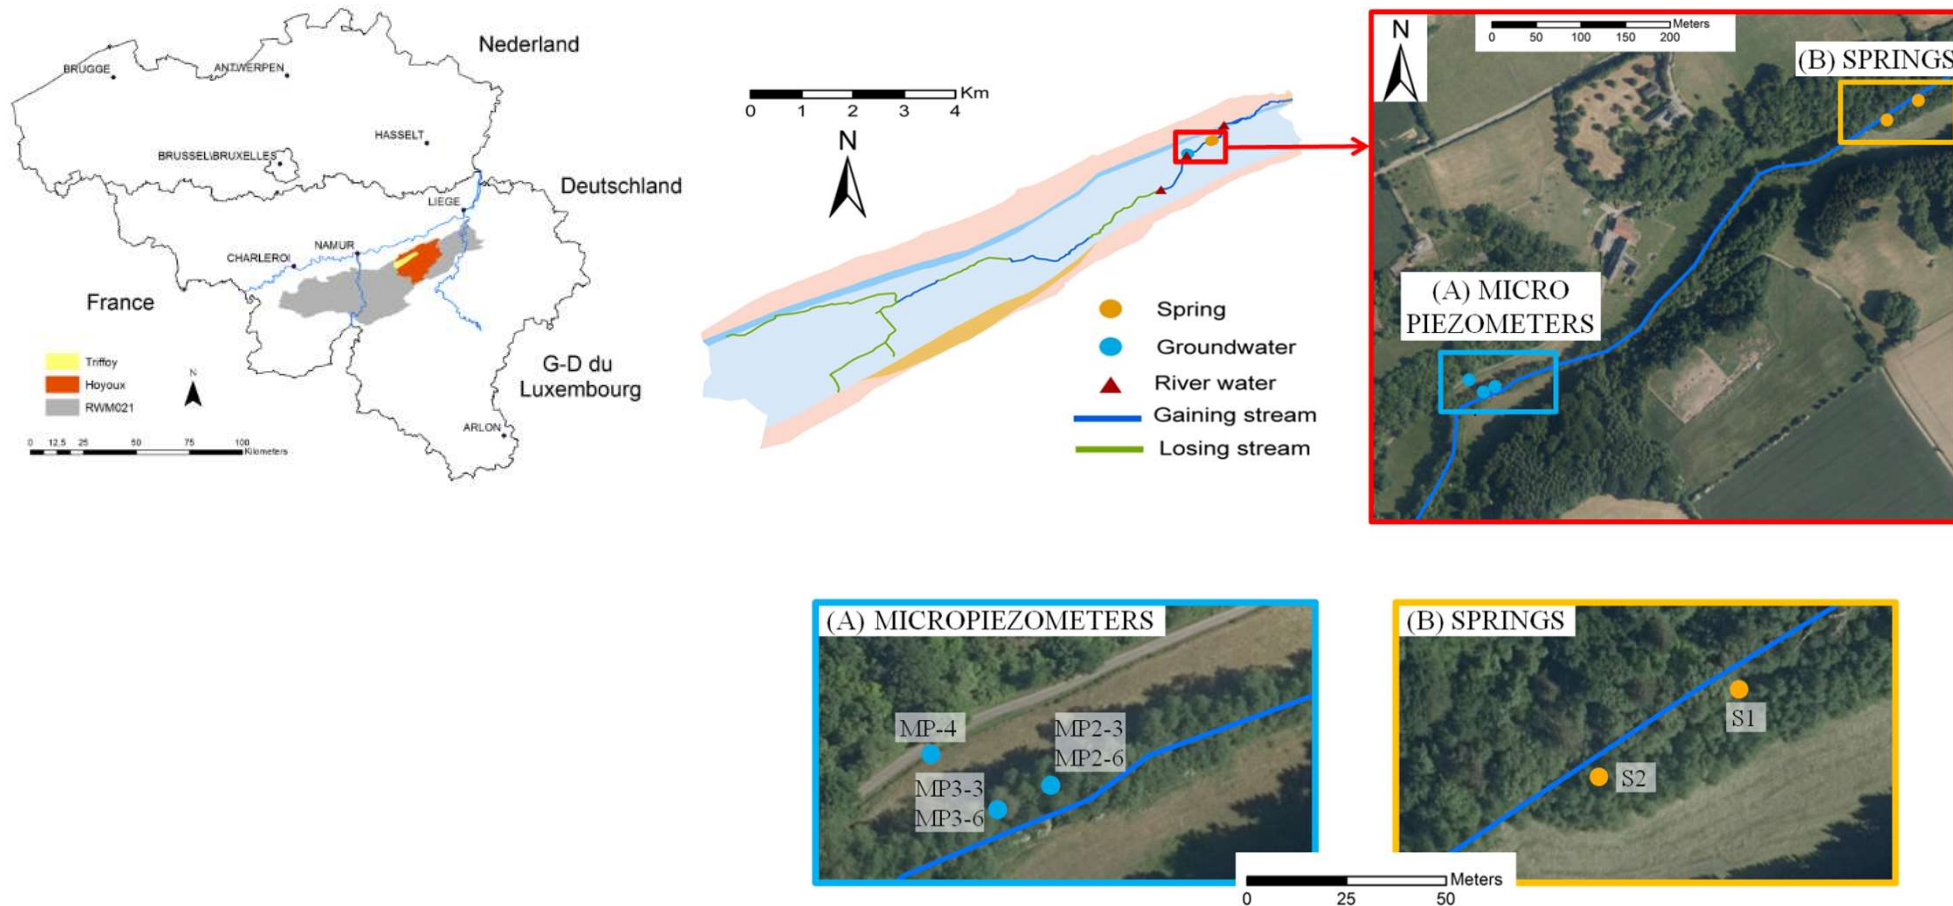 Nederland
BRUGGE
ANTWERPEN
HASSELT
BRUSSEL\BRUXELLES
Deutschland
LIEGE
NAMUR
CHARLEROI
France
G-D du
Luxembourg
ARLON
Triffoy
Hoyoux
RWM021
N
0 12.5 25 50 75 100
Kilometers
Km
0 1 2 3 4
N
Spring
Groundwater
River water
Gaining stream
Losing stream
N
Meters
0 50 100 150 200
(B) SPRINGS
(A) MICRO
PIEZOMETERS
(A) MICROPIEZOMETERS
MP-4
MP2-3
MP2-6
MP3-3
MP3-6
(B) SPRINGS
S1
S2
Meters
0 25 50